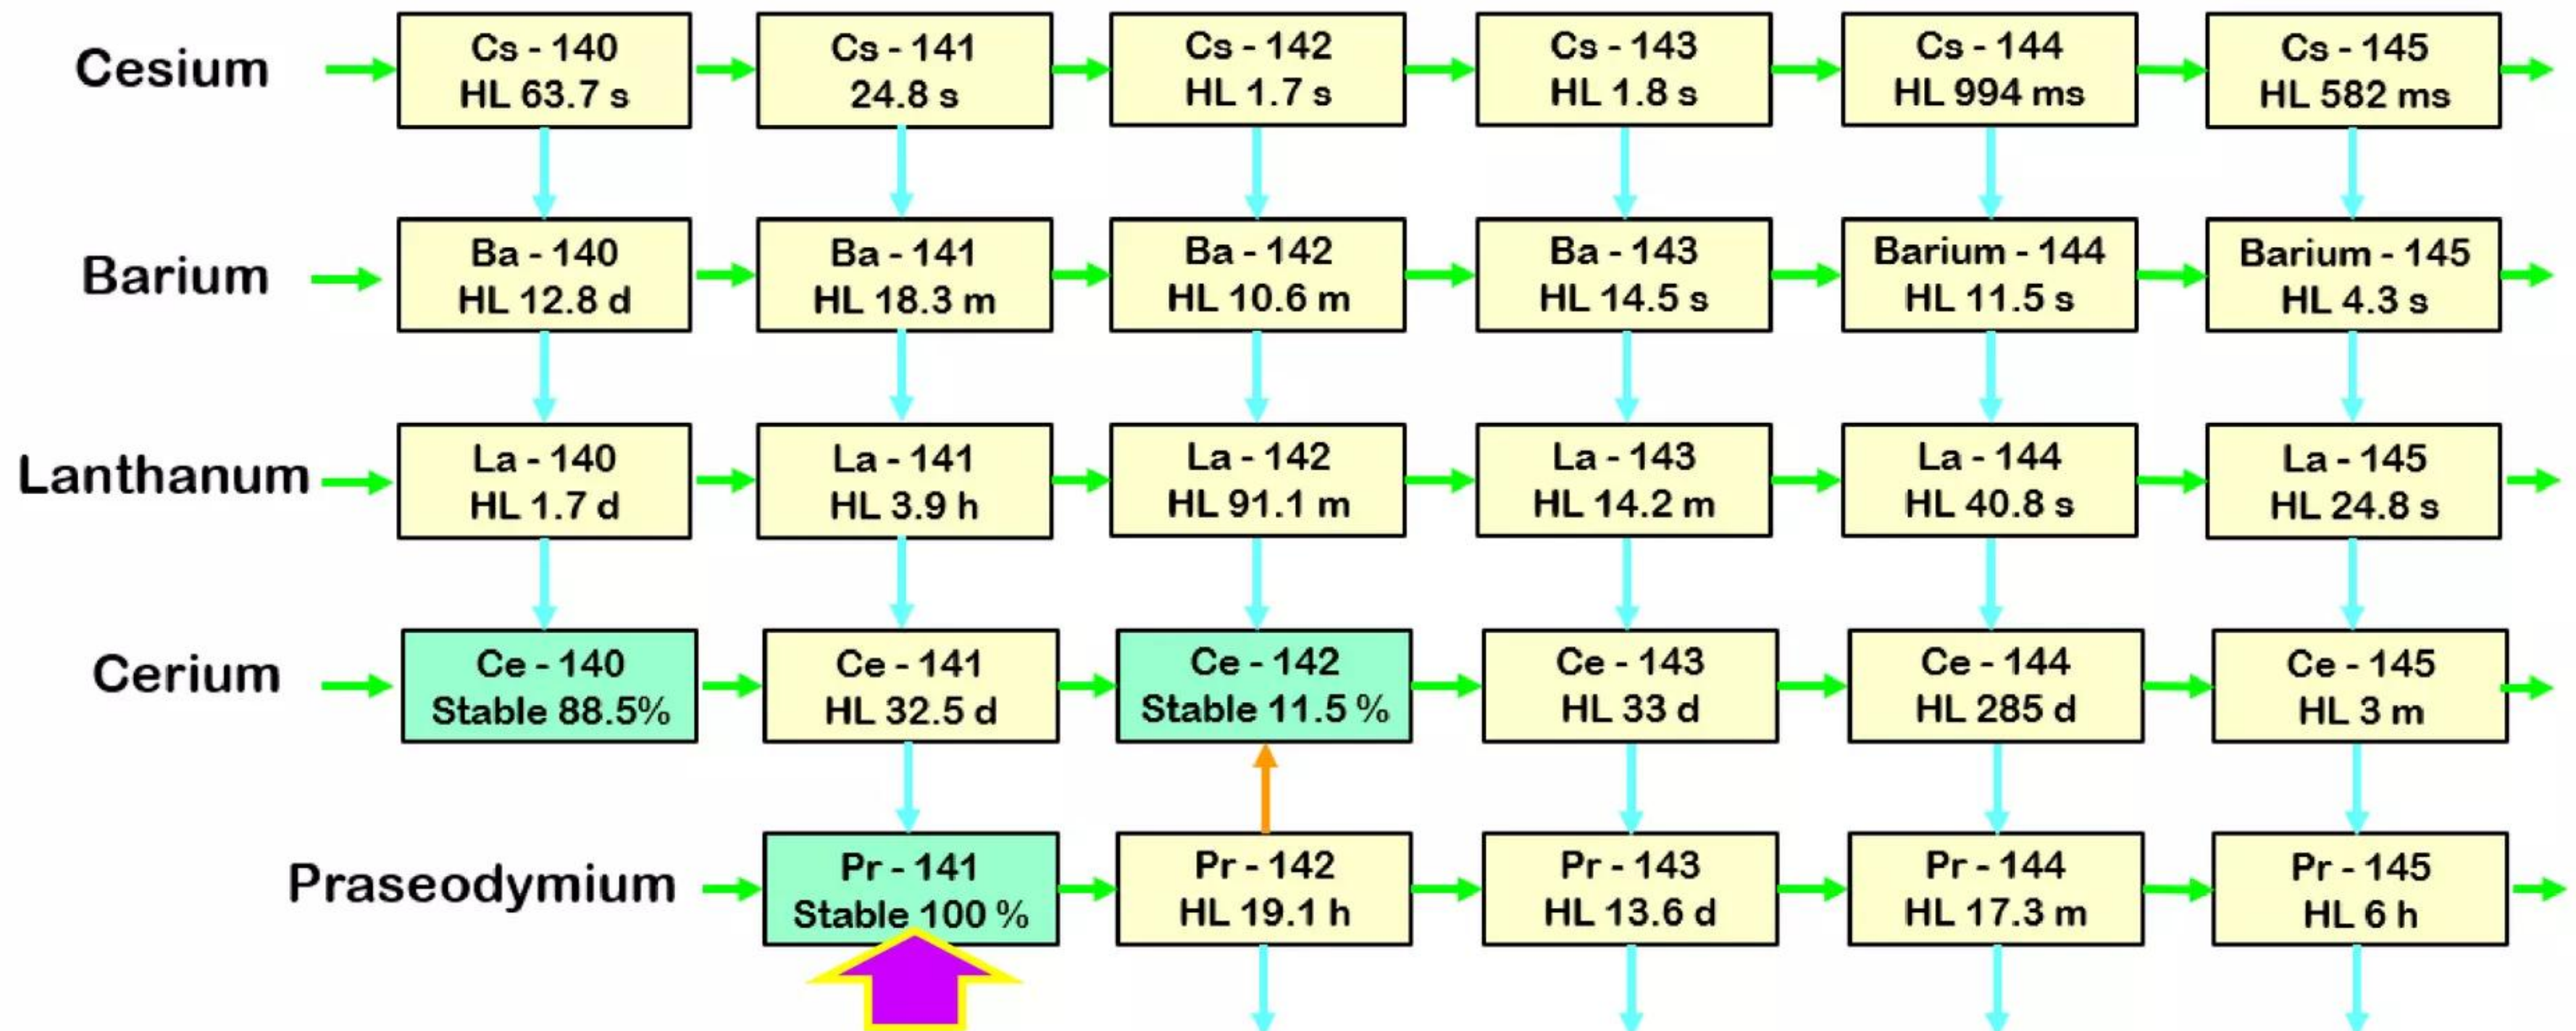 Cesium
Cs - 140
HL 63.7 s
Cs - 141
24.8 s
Cs - 142
HL 1.7 s
Cs - 143
HL 1.8 s
Cs - 144
HL 994 ms
Cs - 145
HL 582 ms
Barium
Ba - 140
HL 12.8 d
Ba - 141
HL 18.3 m
Ba - 142
HL 10.6 m
Ba - 143
HL 14.5 s
Barium - 144
HL 11.5 s
Barium - 145
HL 4.3 s
Lanthanum
La - 140
HL 1.7 d
La - 141
HL 3.9 h
La - 142
HL 91.1 m
La - 143
HL 14.2 m
La - 144
HL 40.8 s
La - 145
HL 24.8 s
Cerium
Ce - 140
Stable 88.5%
Ce - 141
HL 32.5 d
Ce - 142
Stable 11.5 %
Ce - 143
HL 33 d
Ce - 144
HL 285 d
Ce - 145
HL 3 m
Praseodymium
Pr - 141
Stable 100 %
Pr - 142
HL 19.1 h
Pr - 143
HL 13.6 d
Pr - 144
HL 17.3 m
Pr - 145
HL 6 h